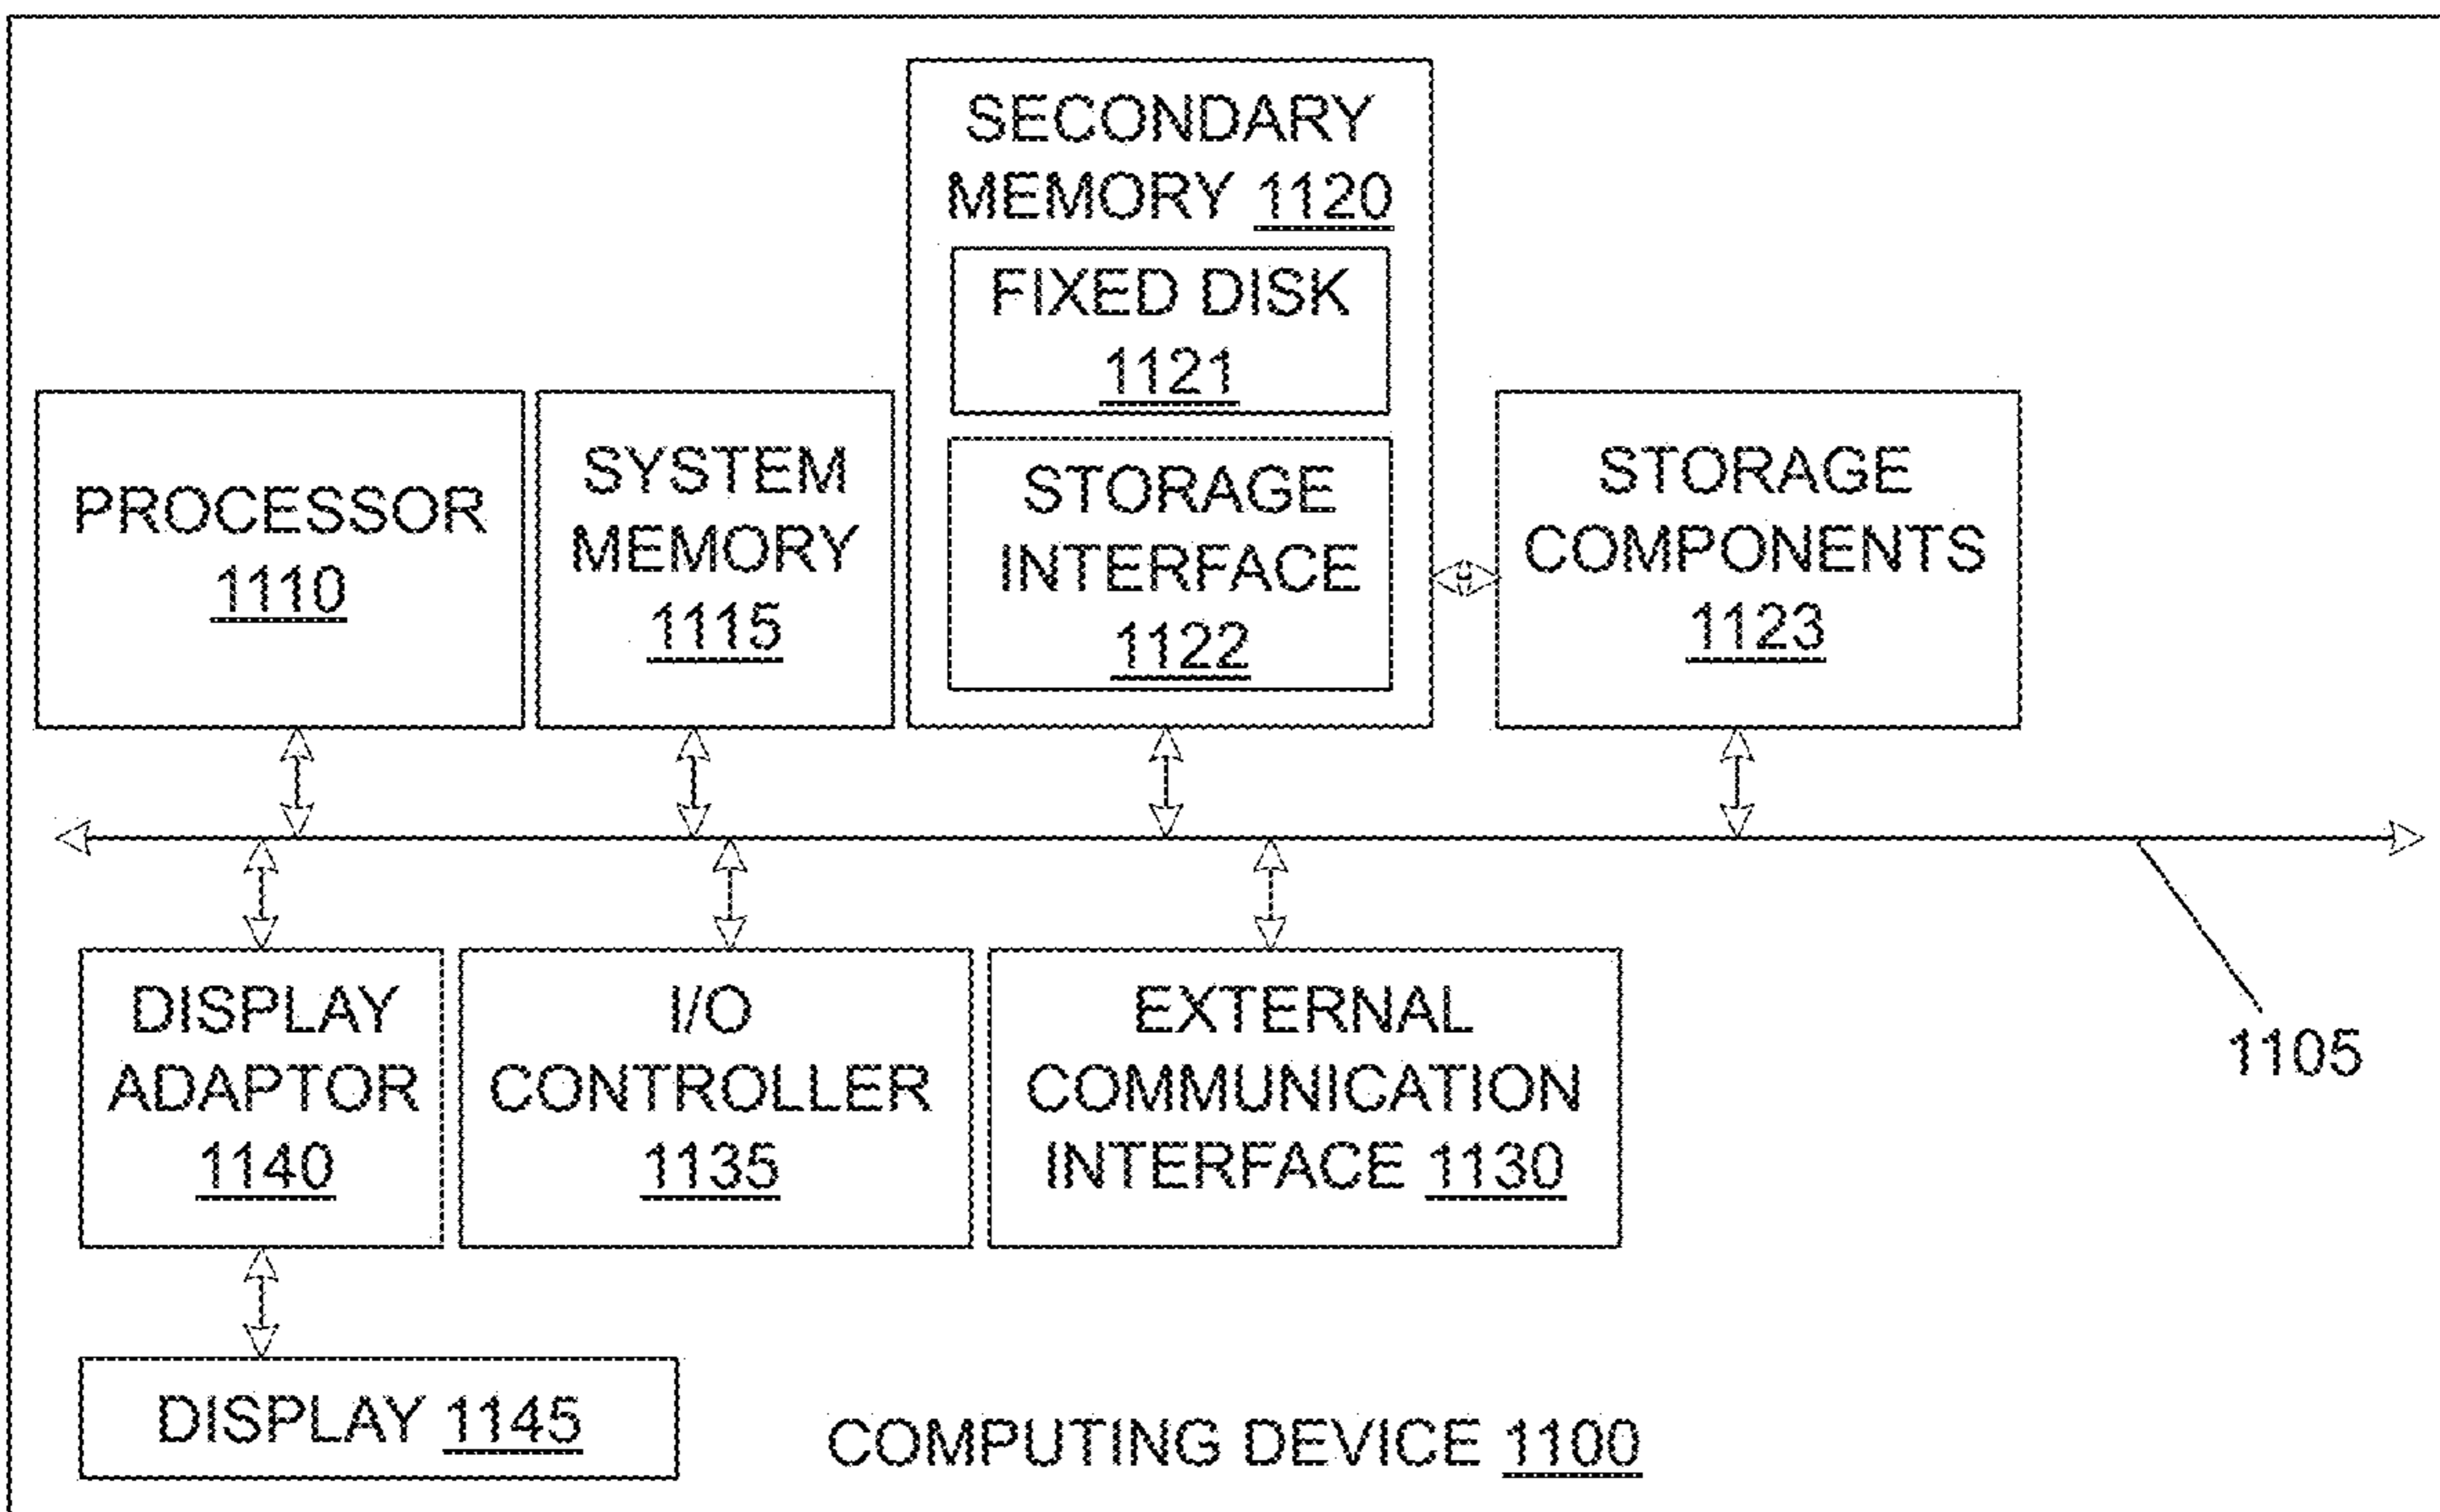 SECONDARY
MEMORY 1120
FIXED DISK
1121
STORAGE
INTERFACE
1122
PROCESSOR
1110
SYSTEM
MEMORY
1115
STORAGE
COMPONENTS
1123
1105
DISPLAY
ADAPTOR
1140
I/O
CONTROLLER
1135
EXTERNAL
COMMUNICATION
INTERFACE 1130
DISPLAY 1145
COMPUTING DEVICE 1100